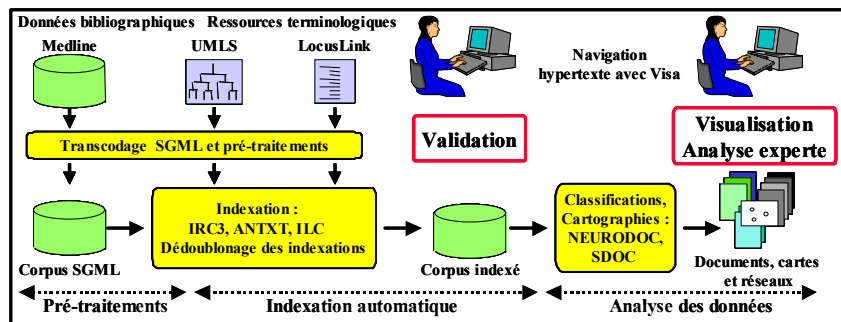 Données bibliographiques
Ressources terminologiques
Medline
UMLS
LocusLink
Navigation
hypertexte avec Visa
Transcodage SGML et pré-traitements
Validation
Visualisation
Analyse experte
Indexation :
IRC3, ANTXT, ILC
Dédoublonage des indexations
Classifications,
Cartographies :
NEURODOC,
SDOC
Corpus SGML
Corpus indexé
Documents, cartes
et réseaux
Pré-traitements
Indexation automatique
Analyse des données